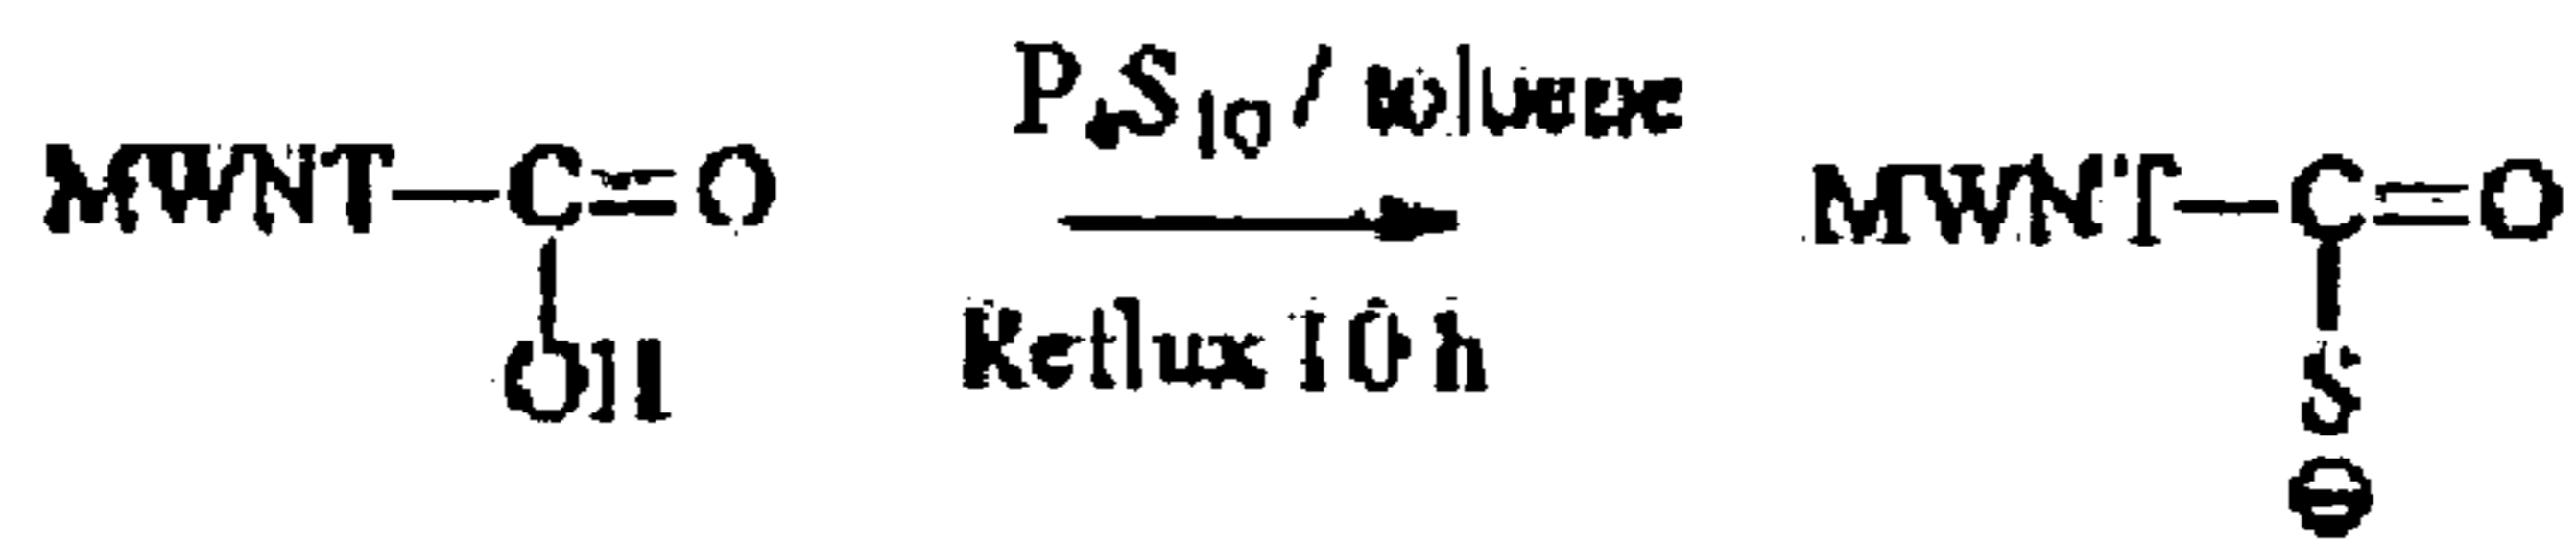 P₄S₁₀ / toluene
MWNT—C=O
OH
Reflux 10 h
MWNT—C=O
S
⊖